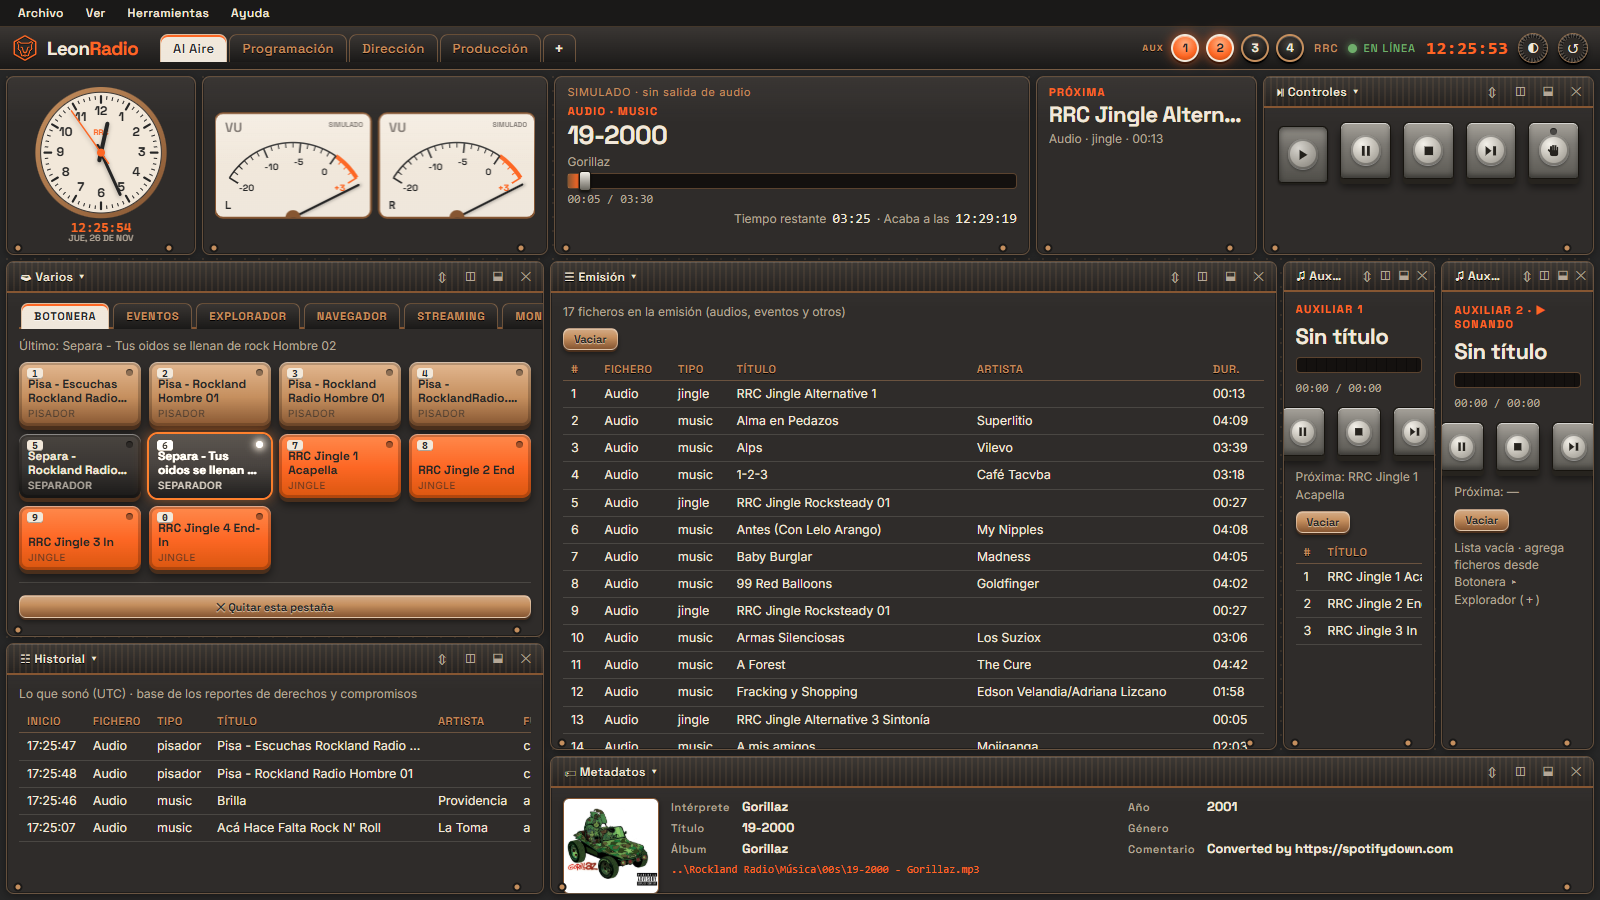 Archivo Ver Herramientas Ayuda
LeonRadio
Al Aire Programación Dirección Producción +
AUX 1 2 3 4 RRC EN LÍNEA 12:25:53
12 1 2 3 4 5 6 7 8 9 10 11
12:25:54
JUE, 26 DE NOV
VU SIMULADO
-20 -10 -5 0 +3
L
VU SIMULADO
-20 -10 -5 0 +3
R
SIMULADO · sin salida de audio
AUDIO · MUSIC
19-2000
Gorillaz
00:05 / 03:30
Tiempo restante 03:25 · Acaba a las 12:29:19
PRÓXIMA
RRC Jingle Altern...
Audio · jingle · 00:13
Controles
Varios
BOTONERA EVENTOS EXPLORADOR NAVEGADOR STREAMING MON
Último: Separa - Tus oidos se llenan de rock Hombre 02
1
Pisa - Escuchas
Rockland Radio...
PISADOR
2
Pisa - Rockland
Hombre 01
PISADOR
3
Pisa - Rockland
Radio Hombre 01
PISADOR
4
Pisa -
RocklandRadio....
PISADOR
5
Separa -
Rockland Radio...
SEPARADOR
6
Separa - Tus
oidos se llenan ...
SEPARADOR
7
RRC Jingle 1
Acapella
JINGLE
8
RRC Jingle 2 End
JINGLE
9
RRC Jingle 3 In
JINGLE
0
RRC Jingle 4 End-
In
JINGLE
Quitar esta pestaña
Historial
Lo que sonó (UTC) · base de los reportes de derechos y compromisos
INICIO FICHERO TIPO TÍTULO ARTISTA
17:25:47 Audio pisador Pisa - Escuchas Rockland Radio ... c
17:25:48 Audio pisador Pisa - Rockland Radio Hombre 01 c
17:25:46 Audio music Brilla Providencia a
17:25:07 Audio music Acá Hace Falta Rock N' Roll La Toma a
Emisión
17 ficheros en la emisión (audios, eventos y otros)
Vaciar
# FICHERO TIPO TÍTULO ARTISTA DUR.
1 Audio jingle RRC Jingle Alternative 1 00:13
2 Audio music Alma en Pedazos Superlitio 04:09
3 Audio music Alps Vilevo 03:39
4 Audio music 1-2-3 Café Tacvba 03:18
5 Audio jingle RRC Jingle Rocksteady 01 00:27
6 Audio music Antes (Con Lelo Arango) My Nipples 04:08
7 Audio music Baby Burglar Madness 04:05
8 Audio music 99 Red Balloons Goldfinger 04:02
9 Audio jingle RRC Jingle Rocksteady 01 00:27
10 Audio music Armas Silenciosas Los Suziox 03:06
11 Audio music A Forest The Cure 04:42
12 Audio music Fracking y Shopping Edson Velandia/Adriana Lizcano 01:58
13 Audio jingle RRC Jingle Alternative 3 Sintonía 00:05
14 Audio music A mis amigos Mojiganga 02:03
Aux...
AUXILIAR 1
Sin título
00:00 / 00:00
Próxima: RRC Jingle 1
Acapella
Vaciar
# TÍTULO
1 RRC Jingle 1 Aca
2 RRC Jingle 2 En
3 RRC Jingle 3 In
Aux...
AUXILIAR 2 · ▶
SONANDO
Sin título
00:00 / 00:00
Próxima: —
Vaciar
Lista vacía · agrega
ficheros desde
Botonera ▸
Explorador (+)
Metadatos
Intérprete Gorillaz
Título 19-2000
Álbum Gorillaz
..\Rockland Radio\Música\00s\19-2000 - Gorillaz.mp3
Año 2001
Género
Comentario Converted by https://spotifydown.com